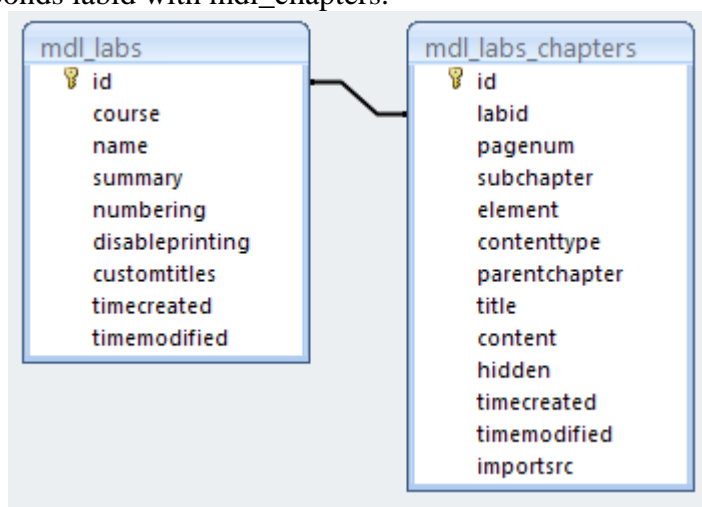 labid with mdl_chapters.
mdl_labs
id
course
name
summary
numbering
disableprinting
customtitles
timecreated
timemodified
mdl_labs_chapters
id
labid
pagenum
subchapter
element
contenttype
parentchapter
title
content
hidden
timecreated
timemodified
importsrc